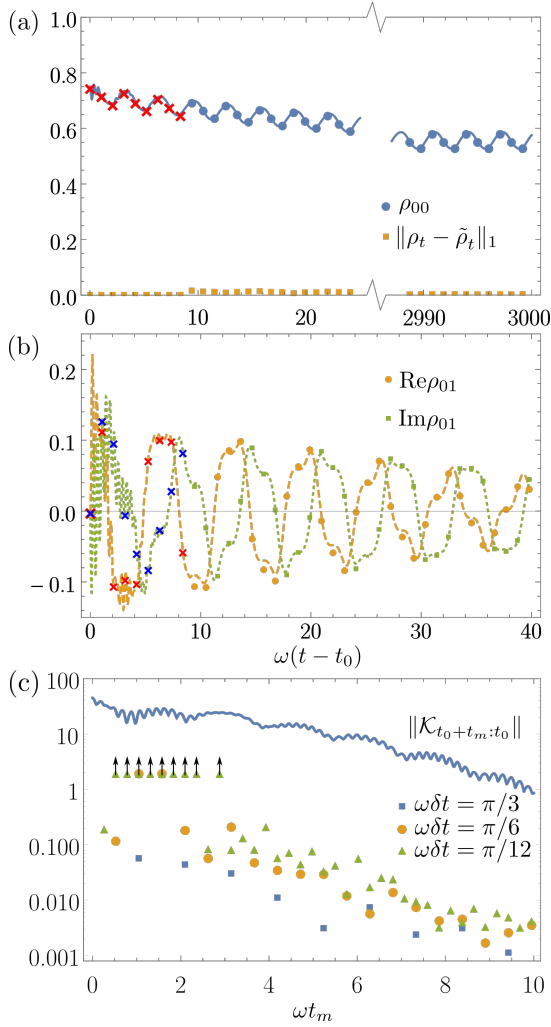 (a)
1.0
0.8
0.6
0.4
0.2
0.0
ρ₀₀
‖ρₜ − ρ̃ₜ‖₁
0 10 20 2990 3000
(b)
0.2
0.1
0.0
−0.1
Reρ₀₁
Imρ₀₁
0 10 20 30 40
ω(t − t₀)
(c)
100
10
1
0.100
0.010
0.001
‖𝒦ₜ₀₊ₜₘ:ₜ₀‖
ωδt = π/3
ωδt = π/6
ωδt = π/12
0 2 4 6 8 10
ωtₘ